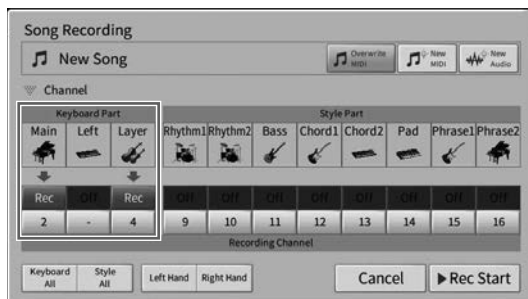 Song Recording
New Song
Overwrite MIDI
New MIDI
New Audio
Channel
Keyboard Part Style Part
Main Left Layer Rhythm1 Rhythm2 Bass Chord1 Chord2 Pad Phrase1 Phrase2
Rec Off Rec Off Off Off Off Off Off Off Off
2 - 4 9 10 11 12 13 14 15 16
Recording Channel
Keyboard All
Style All
Left Hand Right Hand Cancel Rec Start